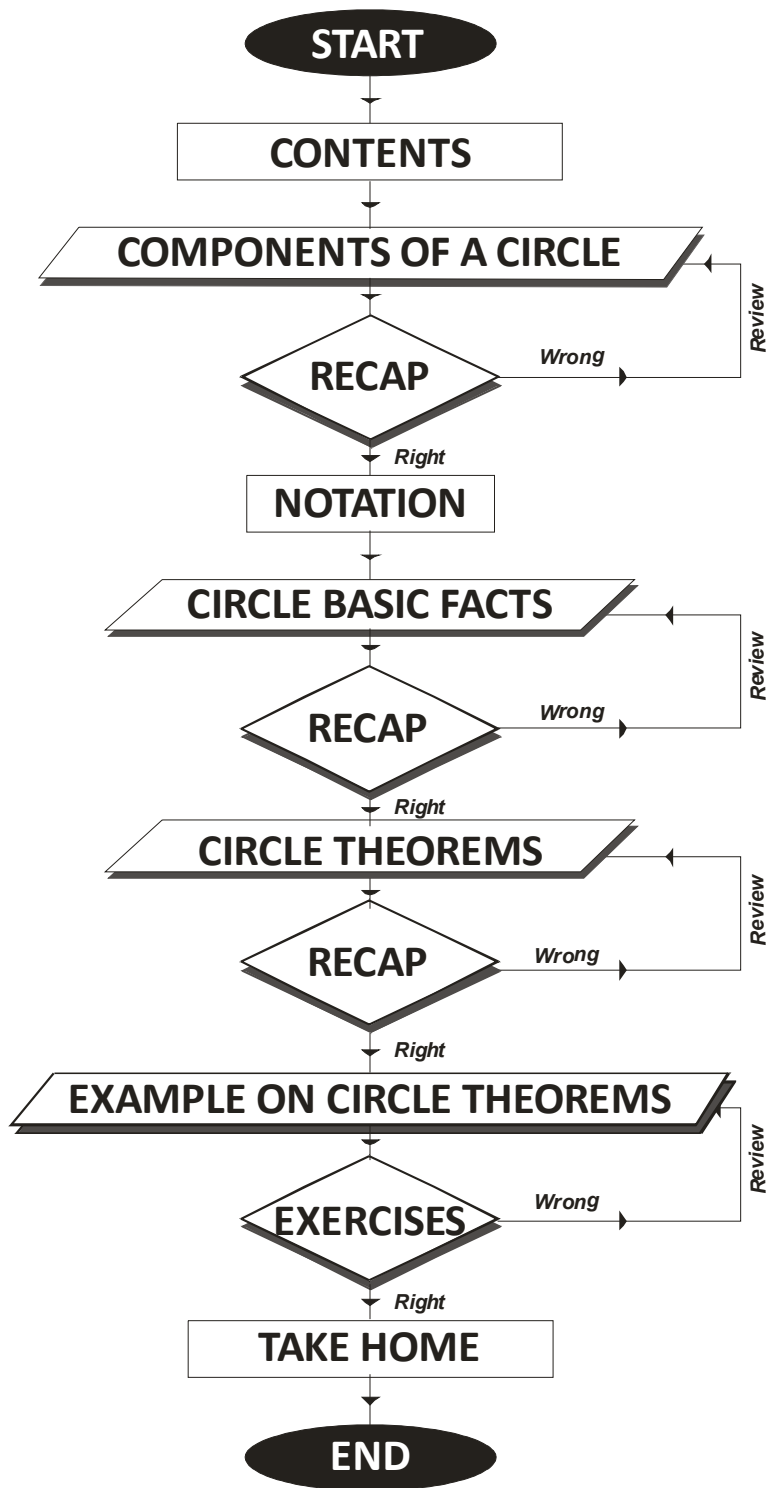 START
CONTENTS
COMPONENTS OF A CIRCLE
Review
RECAP
Wrong
Right
NOTATION
CIRCLE BASIC FACTS
Review
RECAP
Wrong
Right
CIRCLE THEOREMS
Review
RECAP
Wrong
Right
EXAMPLE ON CIRCLE THEOREMS
Review
EXERCISES
Wrong
Right
TAKE HOME
END